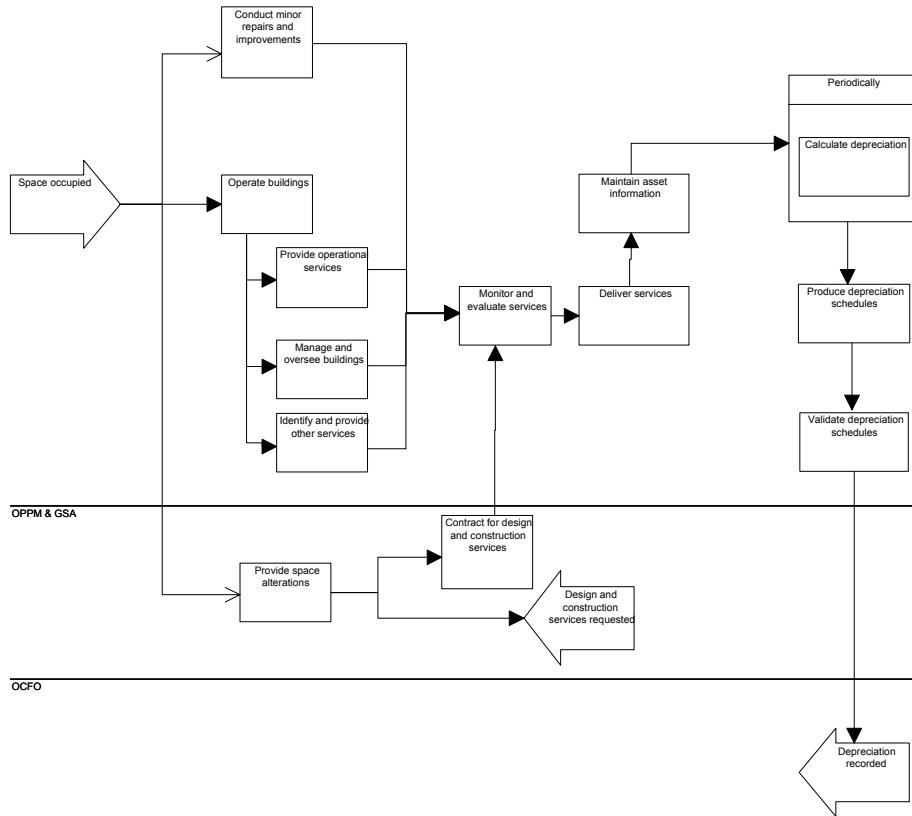 Conduct minor
repairs and
improvements
Periodically
Calculate depreciation
Space occupied
Operate buildings
Maintain asset
information
Provide operational
services
Monitor and
evaluate services
Deliver services
Produce depreciation
schedules
Manage and
oversee buildings
Identify and provide
other services
Validate depreciation
schedules
OPPM & GSA
Contract for design
and construction
services
Provide space
alterations
Design and
construction
services requested
OCFO
Depreciation
recorded